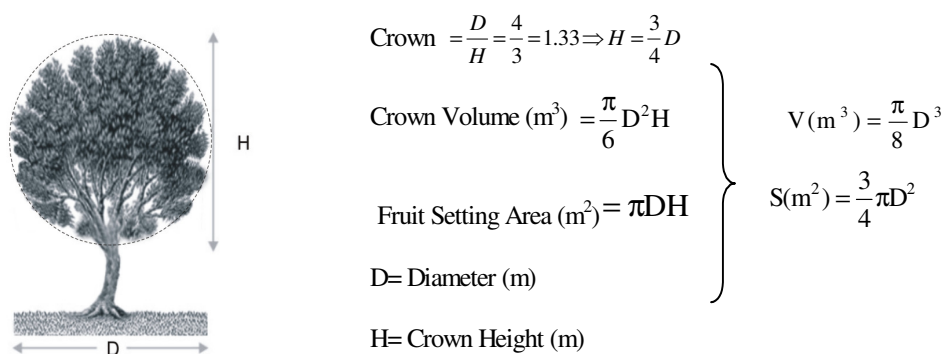 Crown = D/H = 4/3 = 1.33 ⇒ H = 3/4 D
Crown Volume (m³) = π/6 D²H
V(m³) = π/8 D³
Fruit Setting Area (m²) = πDH
S(m²) = 3/4 πD²
D= Diameter (m)
H= Crown Height (m)
H
D